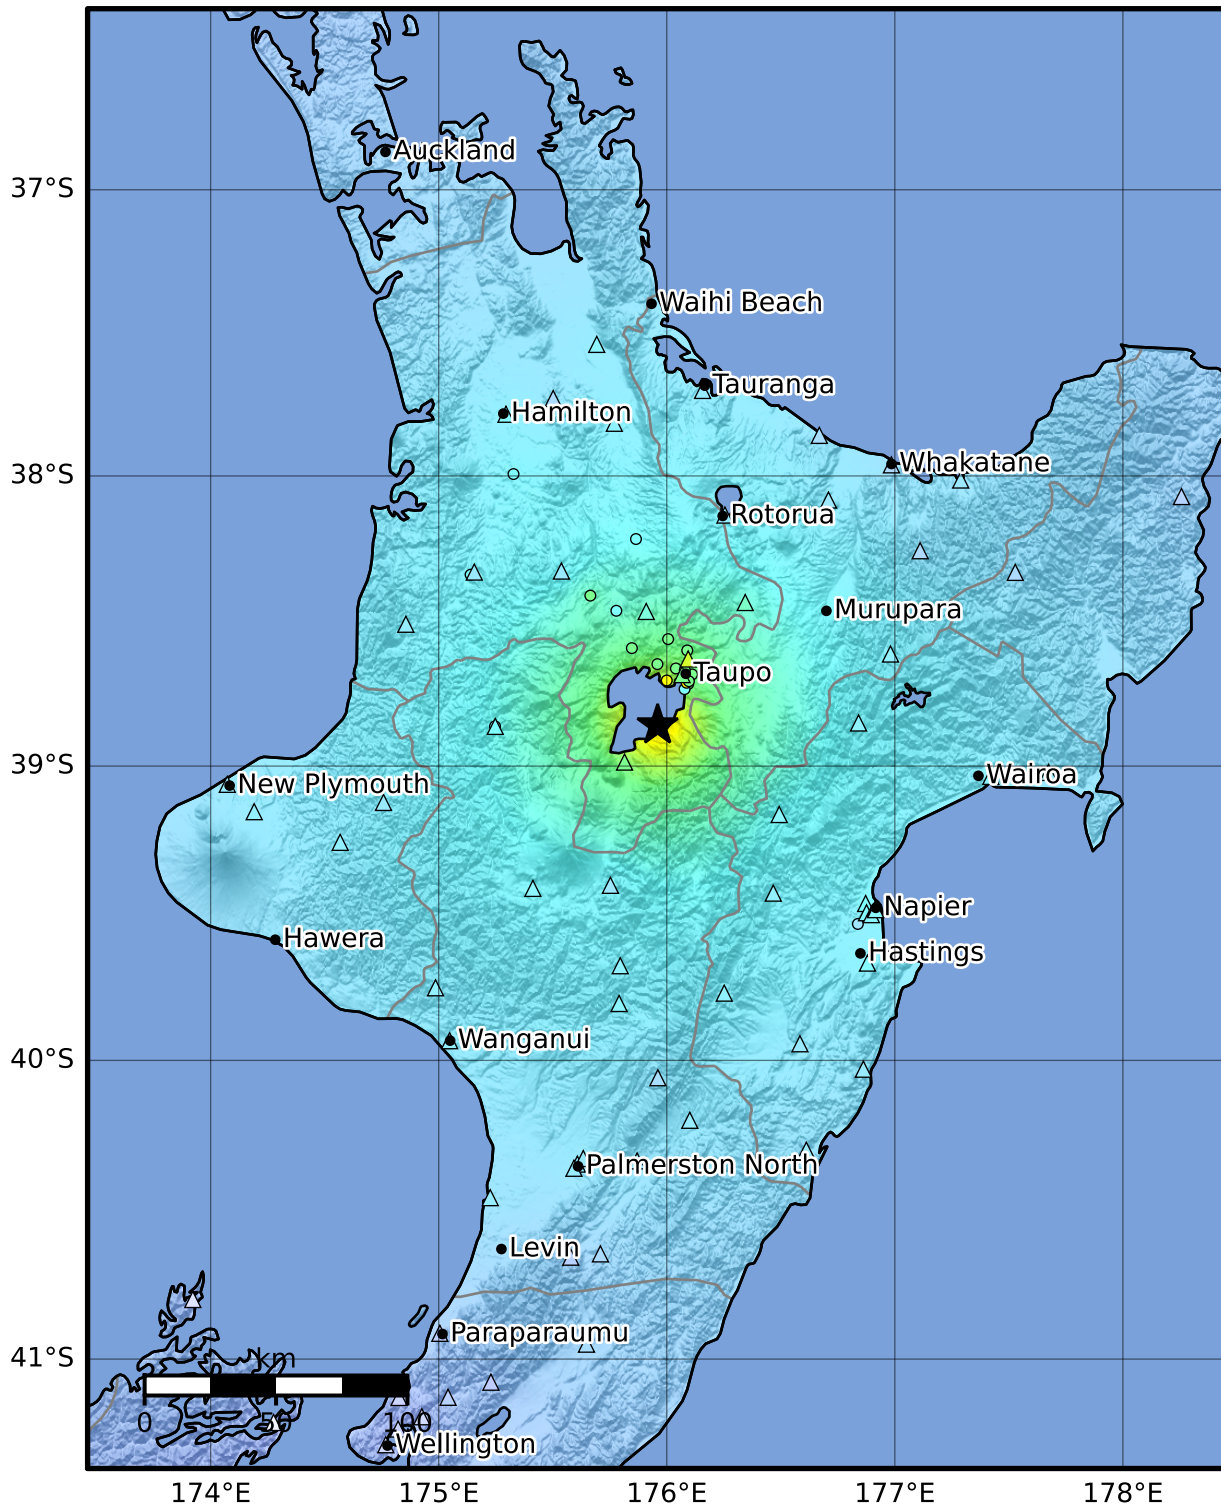 Auckland
37°S
Waihi Beach
Tauranga
Hamilton
Whakatane
38°S
Rotorua
Murupara
Taupo
39°S
Wairoa
New Plymouth
Napier
Hawera
Hastings
Wanganui
40°S
Palmerston North
Levin
Paraparaumu
41°S
km
0 50 100
Wellington
174°E 175°E 176°E 177°E 178°E